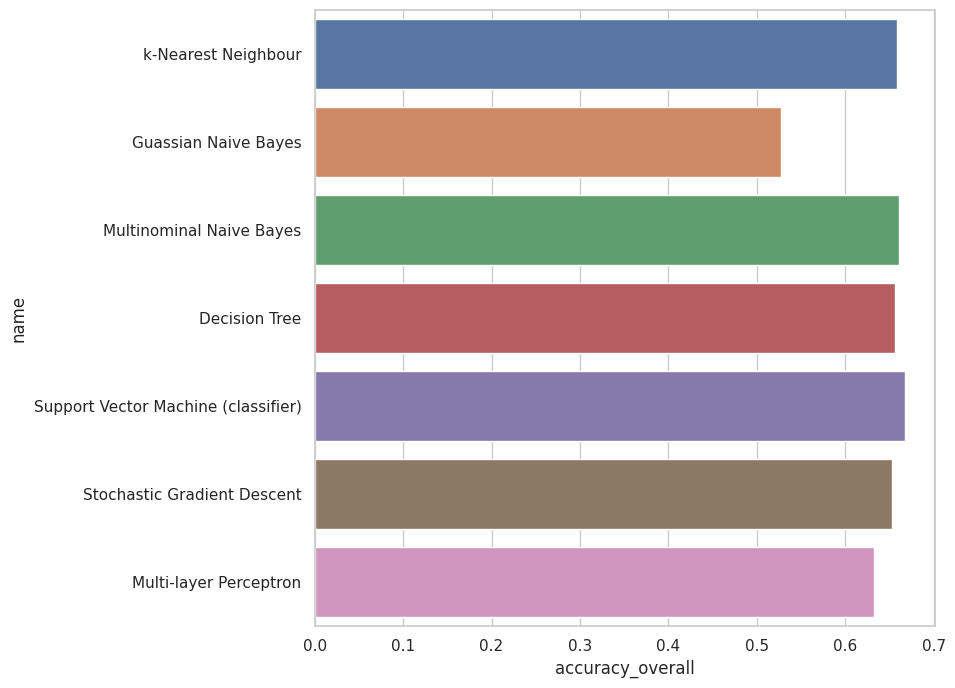 k-Nearest Neighbour
Guassian Naive Bayes
Multinominal Naive Bayes
Decision Tree
Support Vector Machine (classifier)
Stochastic Gradient Descent
Multi-layer Perceptron
name
0.0 0.1 0.2 0.3 0.4 0.5 0.6 0.7
accuracy_overall